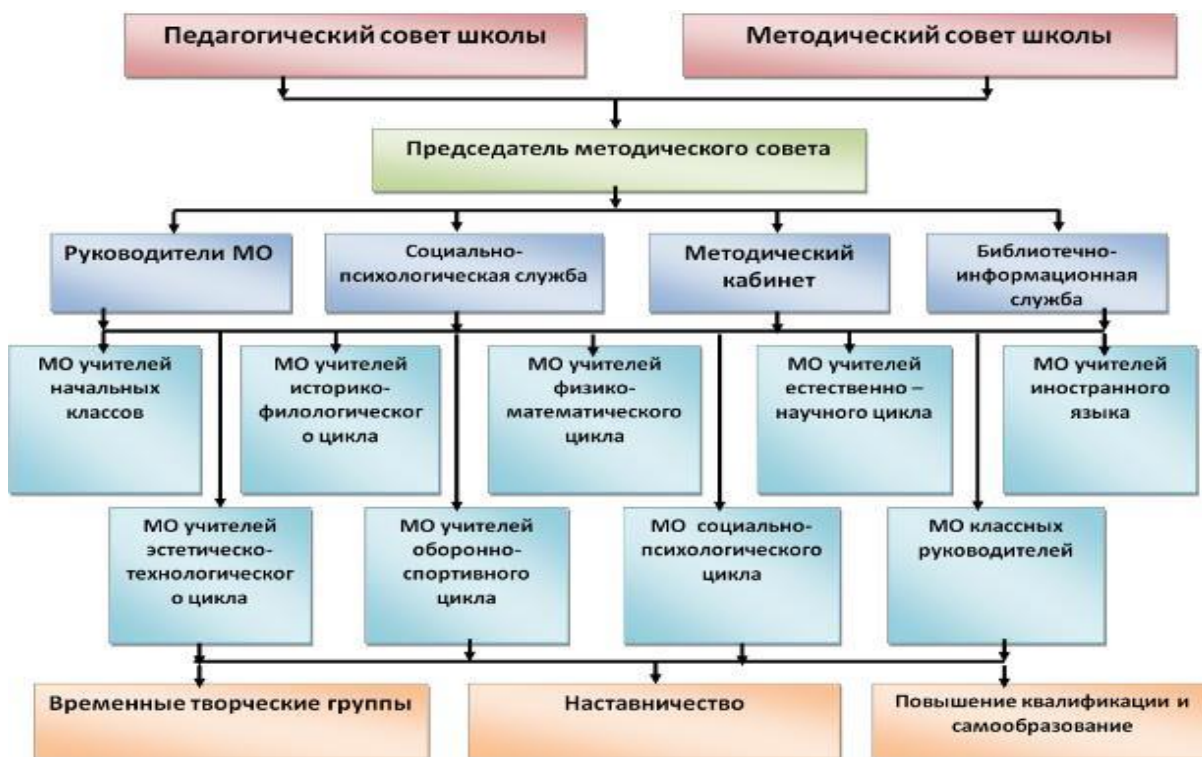 Педагогический совет школы
Методический совет школы
Председатель методического совета
Руководители МО
Социально-
психологическая служба
Методический
кабинет
Библиотечно-
информационная
служба
МО учителей
начальных
классов
МО учителей
историко-
филологическог
о цикла
МО учителей
физико-
математического
цикла
МО учителей
естественно –
научного цикла
МО учителей
иностранного
языка
МО учителей
эстетическо-
технологическог
о цикла
МО учителей
оборонно-
спортивного
цикла
МО социально-
психологического
цикла
МО классных
руководителей
Временные творческие группы
Наставничество
Повышение квалификации и
самообразование